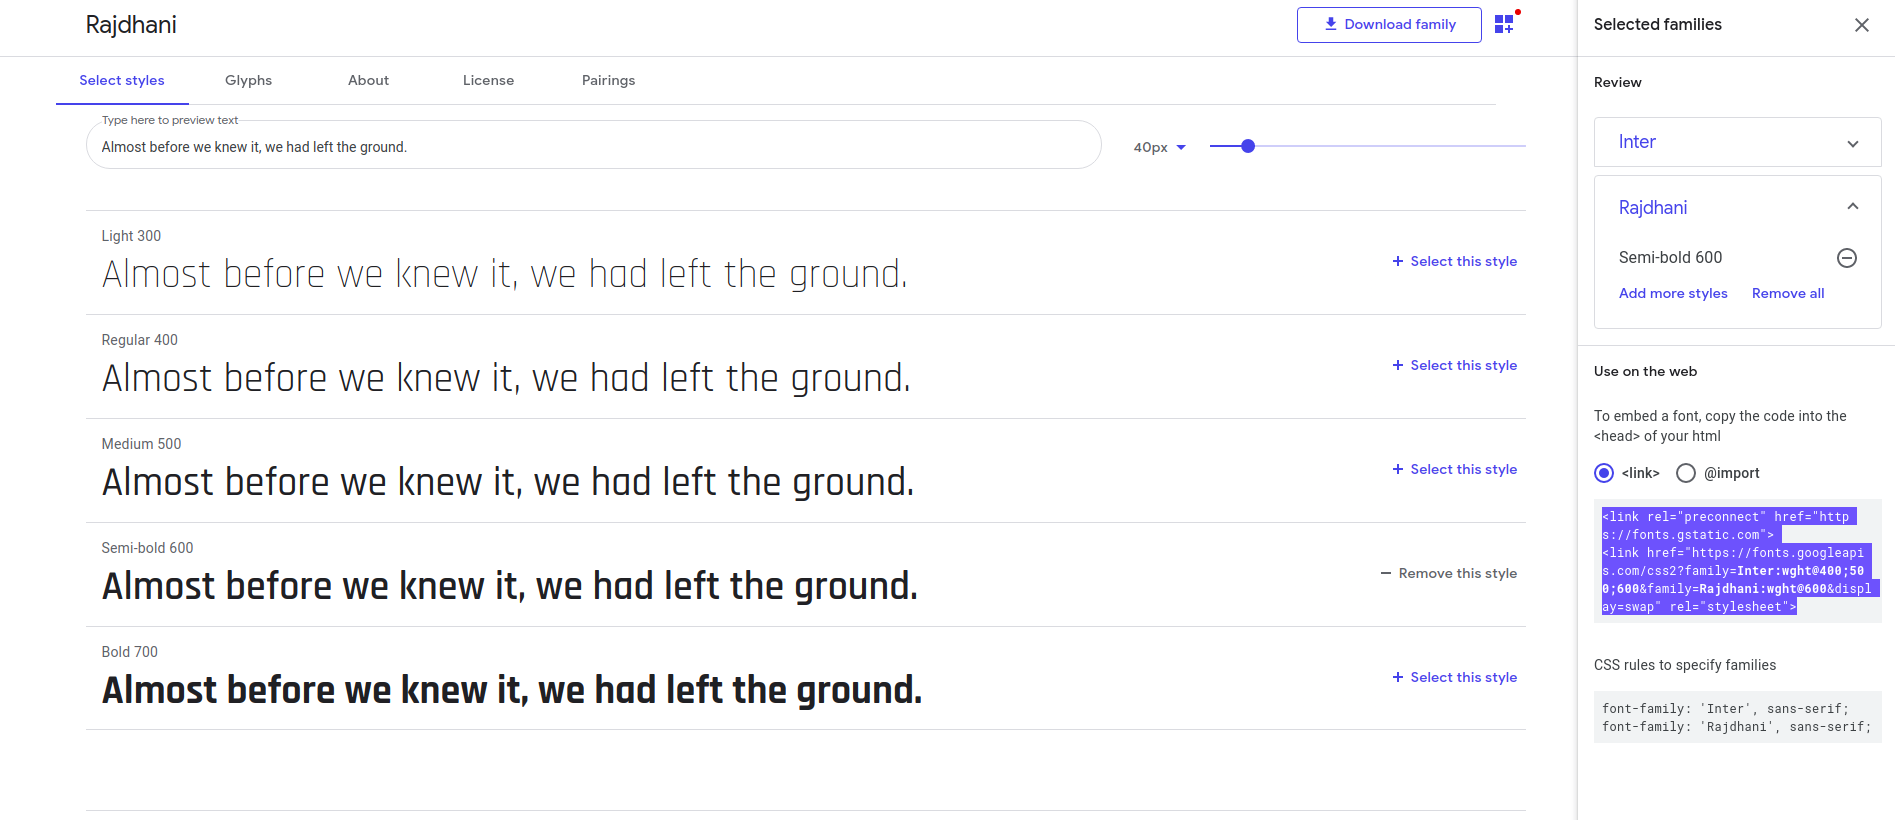 Rajdhani
Download family
Select styles
Glyphs
About
License
Pairings
Type here to preview text
Almost before we knew it, we had left the ground.
40px
Light 300
Almost before we knew it, we had left the ground.
+ Select this style
Regular 400
Almost before we knew it, we had left the ground.
+ Select this style
Medium 500
Almost before we knew it, we had left the ground.
+ Select this style
Semi-bold 600
Almost before we knew it, we had left the ground.
− Remove this style
Bold 700
Almost before we knew it, we had left the ground.
+ Select this style
Selected families
Review
Inter
Rajdhani
Semi-bold 600
Add more styles
Remove all
Use on the web
To embed a font, copy the code into the
<head> of your html
<link>
@import
<link rel="preconnect" href="http
s://fonts.gstatic.com">
<link href="https://fonts.googleapi
s.com/css2?family=Inter:wght@400;50
0;600&family=Rajdhani:wght@600&displ
ay=swap" rel="stylesheet">
CSS rules to specify families
font-family: 'Inter', sans-serif;
font-family: 'Rajdhani', sans-serif;